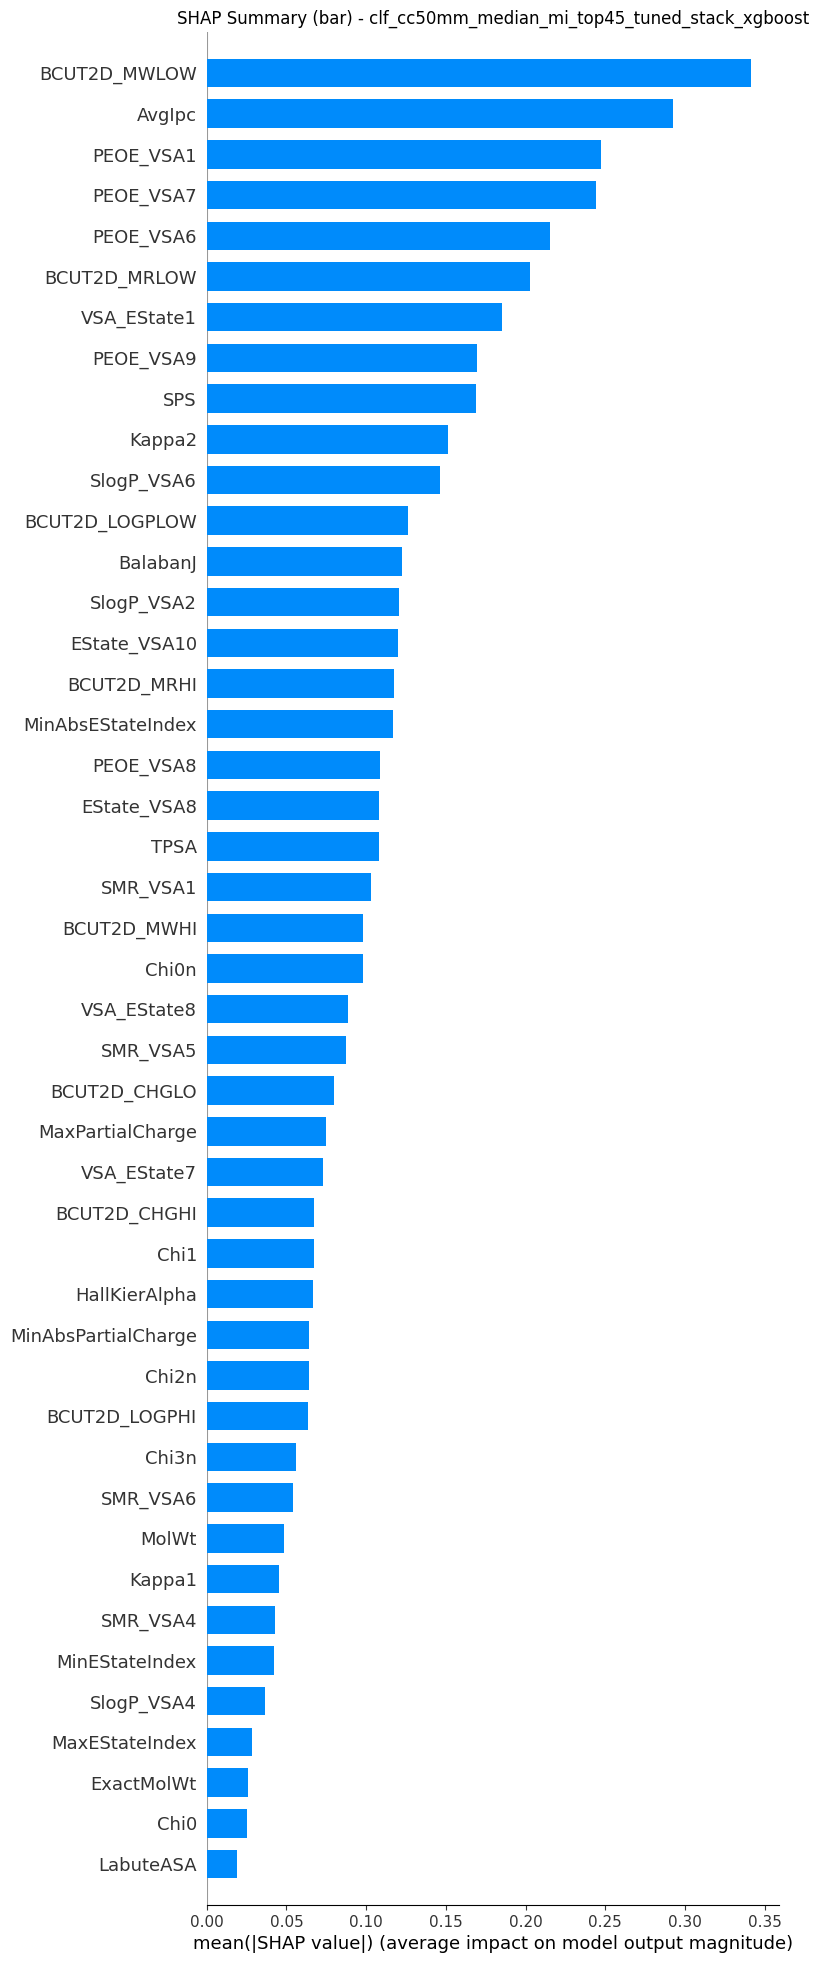 SHAP Summary (bar) - clf_cc50mm_median_mi_top45_tuned_stack_xgboost
BCUT2D_MWLOW
AvgIpc
PEOE_VSA1
PEOE_VSA7
PEOE_VSA6
BCUT2D_MRLOW
VSA_EState1
PEOE_VSA9
SPS
Kappa2
SlogP_VSA6
BCUT2D_LOGPLOW
BalabanJ
SlogP_VSA2
EState_VSA10
BCUT2D_MRHI
MinAbsEStateIndex
PEOE_VSA8
EState_VSA8
TPSA
SMR_VSA1
BCUT2D_MWHI
Chi0n
VSA_EState8
SMR_VSA5
BCUT2D_CHGLO
MaxPartialCharge
VSA_EState7
BCUT2D_CHGHI
Chi1
HallKierAlpha
MinAbsPartialCharge
Chi2n
BCUT2D_LOGPHI
Chi3n
SMR_VSA6
MolWt
Kappa1
SMR_VSA4
MinEStateIndex
SlogP_VSA4
MaxEStateIndex
ExactMolWt
Chi0
LabuteASA
0.00 0.05 0.10 0.15 0.20 0.25 0.30 0.35
mean(|SHAP value|) (average impact on model output magnitude)